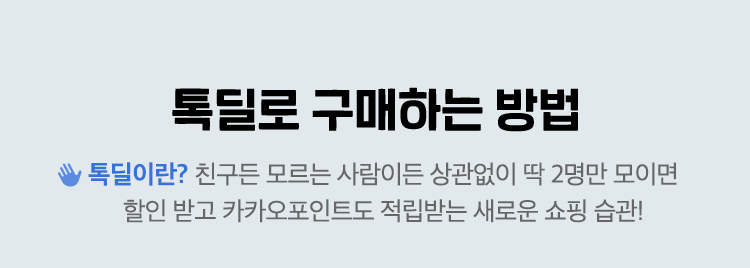 톡딜로 구매하는 방법
톡딜이란? 친구든 모르는 사람이든 상관없이 딱 2명만 모이면
할인 받고 카카오포인트도 적립받는 새로운 쇼핑 습관!